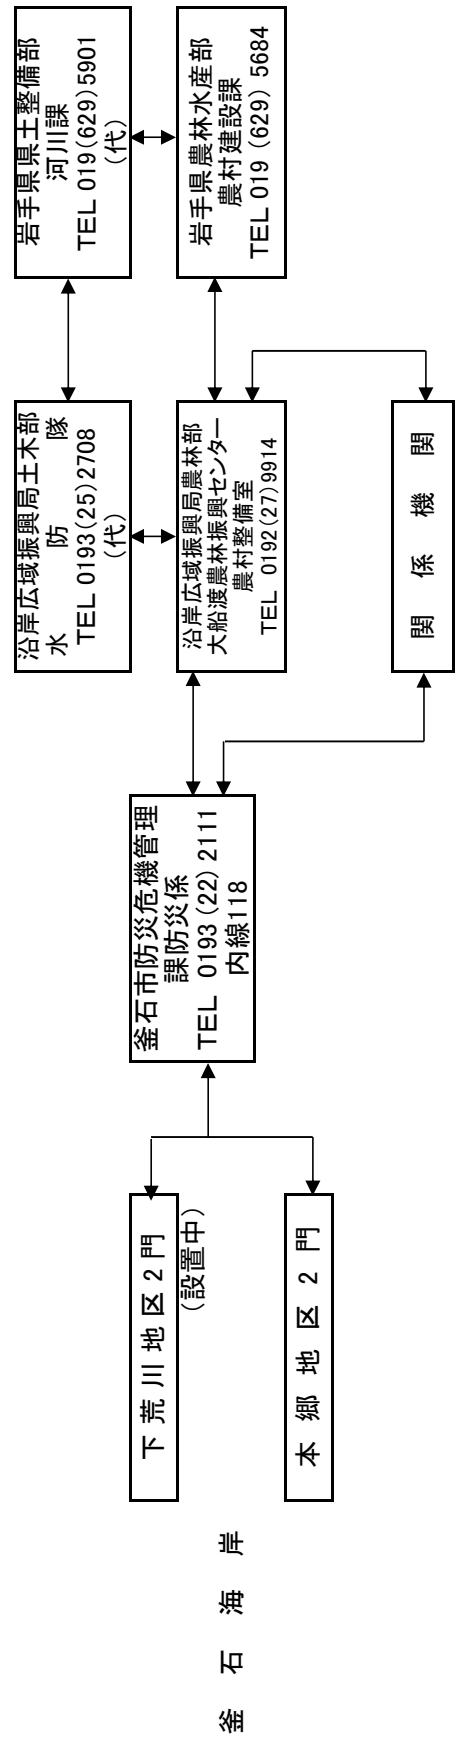 釜石海岸
下荒川地区2門
(設置中)
本郷地区2門
釜石市防災危機管理
課防災係
TEL 0193(22)2111
内線118
沿岸広域振興局土木部
水防隊
TEL 0193(25)2708
(代)
沿岸広域振興局農林部
大船渡農林振興センター
農村整備室
TEL 0192(27)9914
関係機関
岩手県県土整備部
河川課
TEL 019(629)5901
(代)
岩手県農林水産部
農村建設課
TEL 019(629)5684